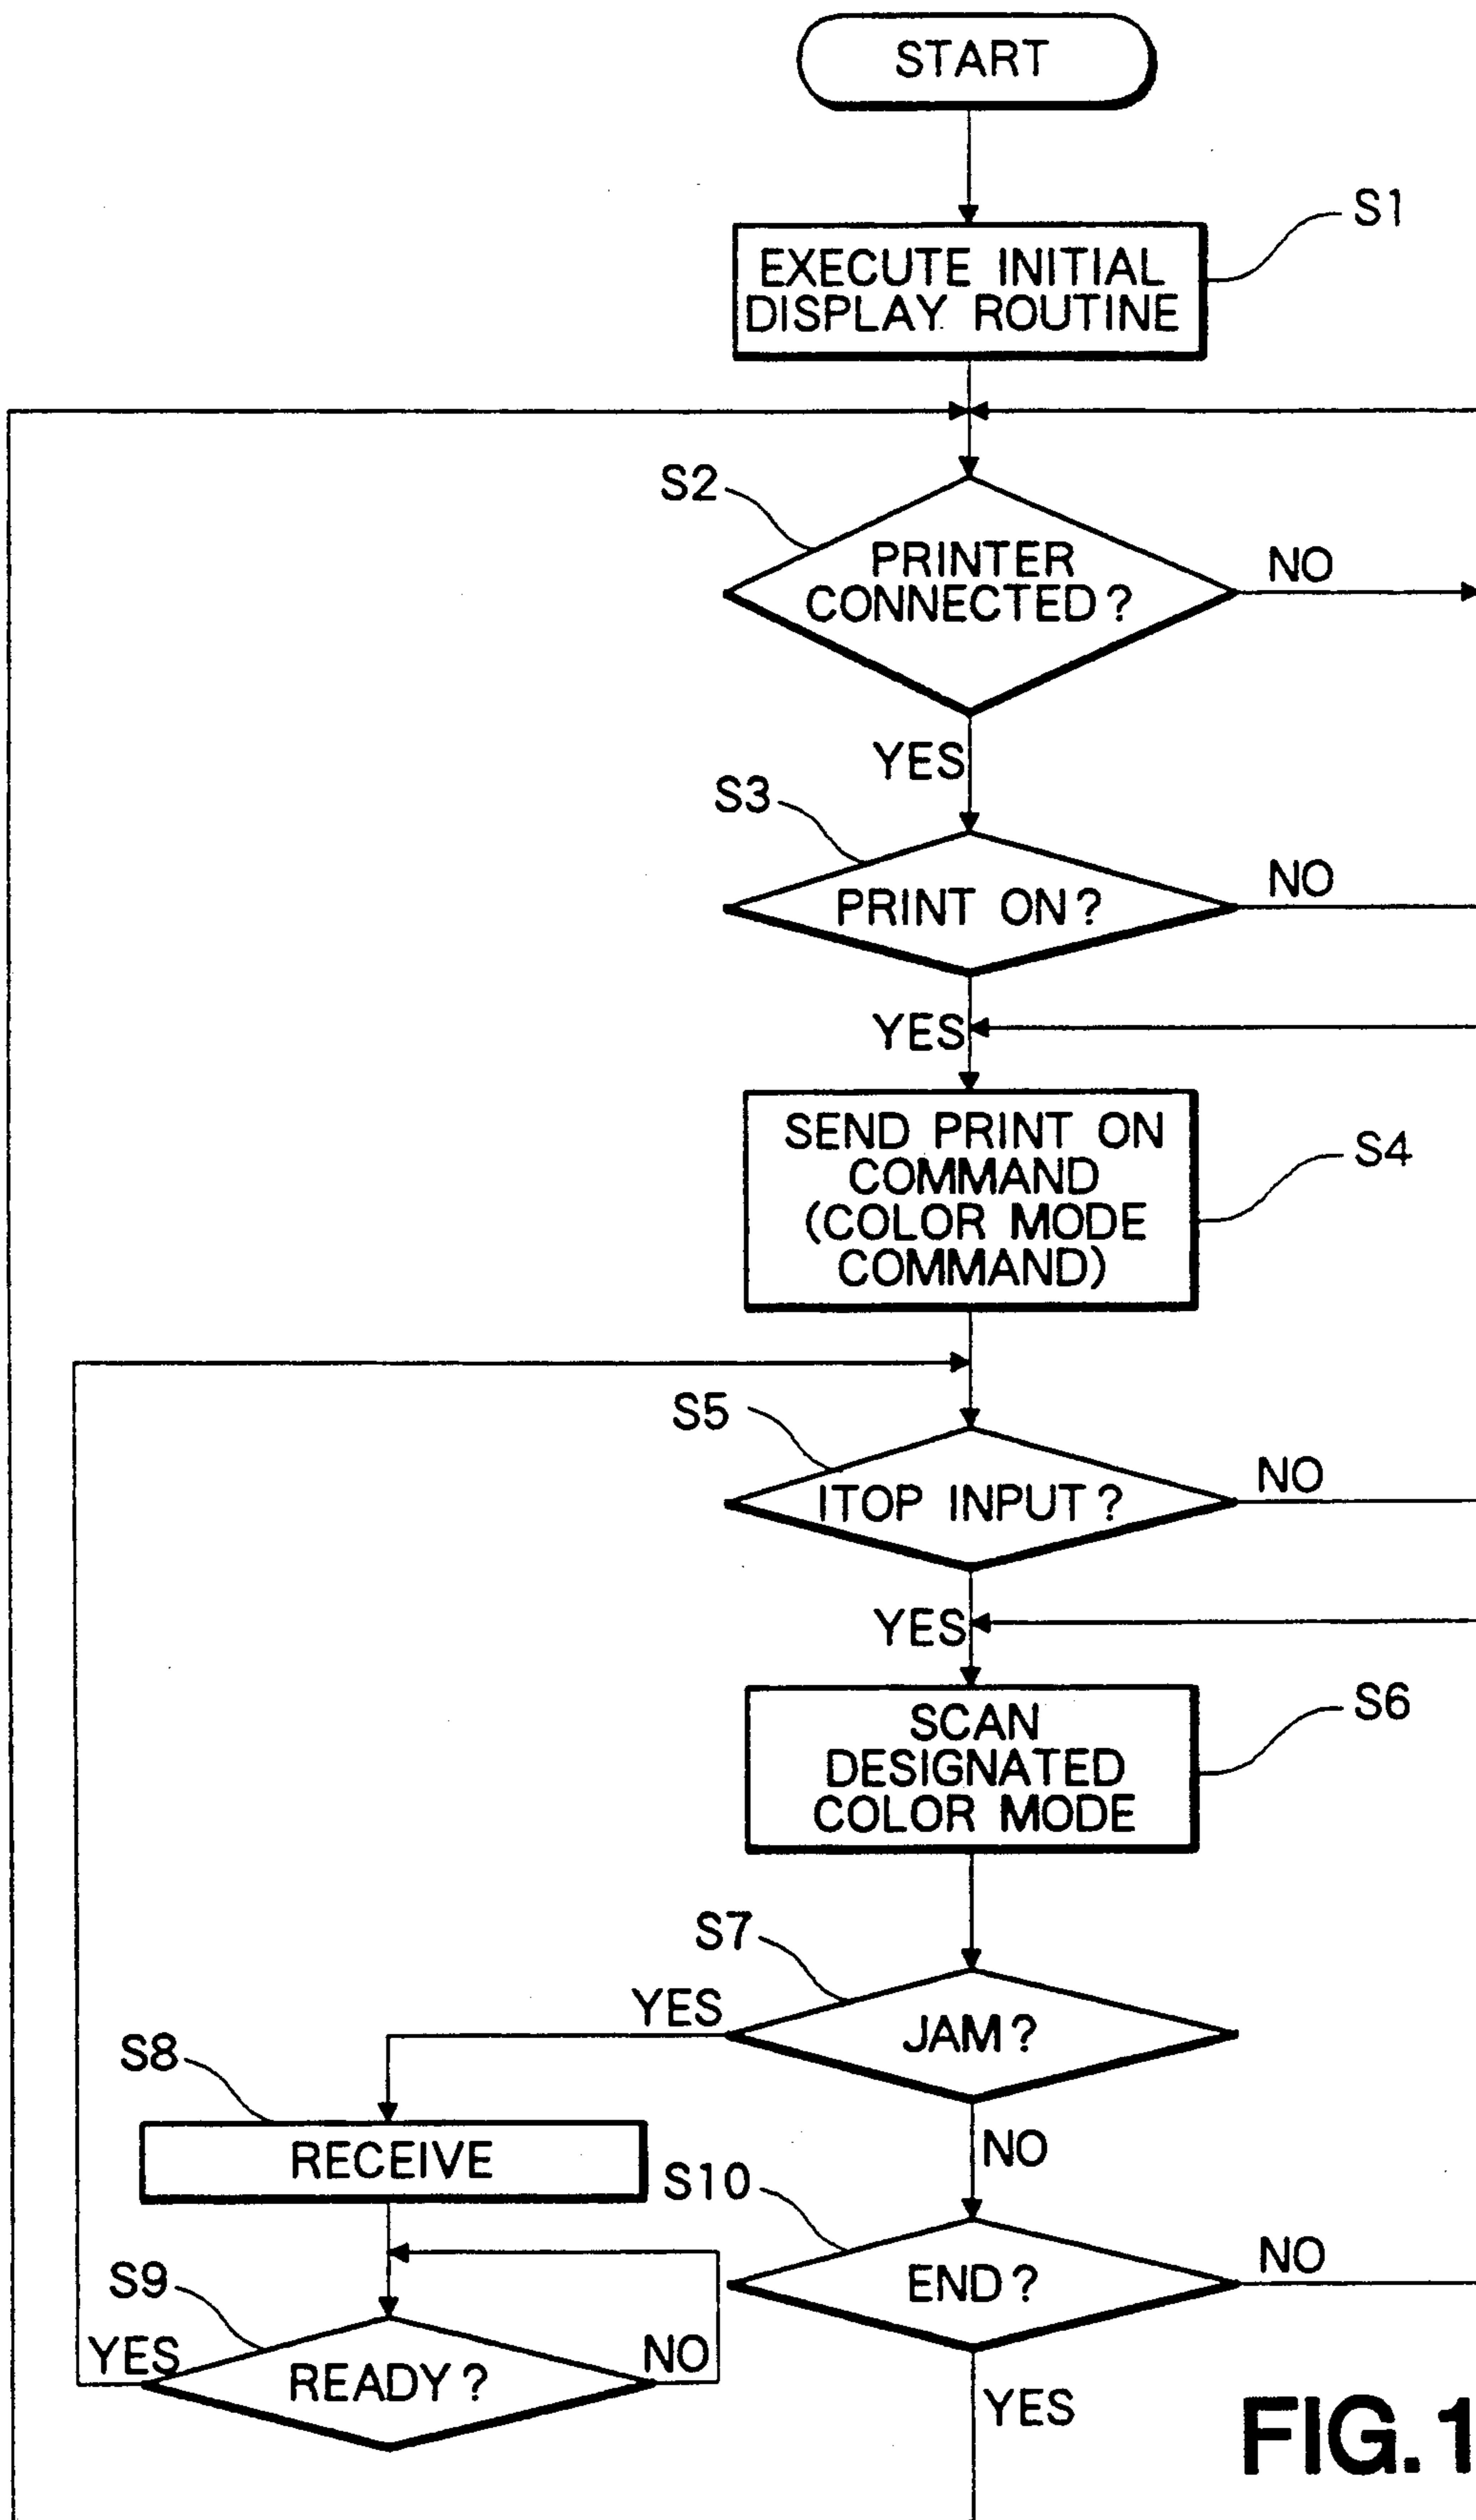 START
S1
EXECUTE INITIAL
DISPLAY ROUTINE
S2
PRINTER
CONNECTED?
NO
YES
S3
PRINT ON?
NO
YES
SEND PRINT ON
COMMAND
(COLOR MODE
COMMAND)
S4
S5
ITOP INPUT?
NO
YES
SCAN
DESIGNATED
COLOR MODE
S6
S7
YES
JAM?
S8
RECEIVE
NO
S10
END?
NO
S9
YES
READY?
NO
YES
FIG.1